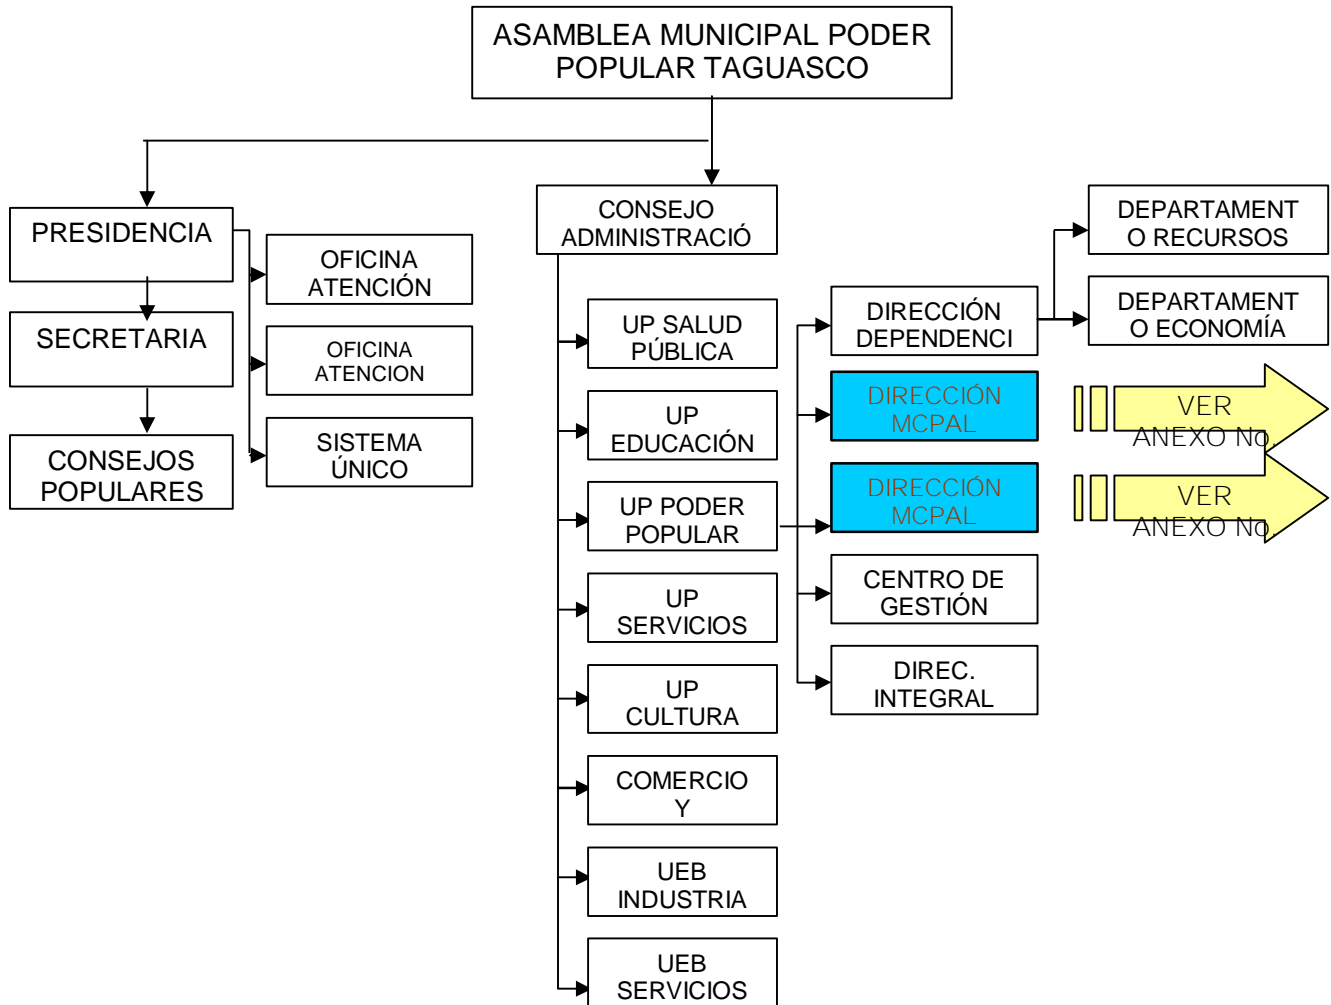 ASAMBLEA MUNICIPAL PODER
POPULAR TAGUASCO
PRESIDENCIA
SECRETARIA
CONSEJOS
POPULARES
OFICINA
ATENCIÓN
OFICINA
ATENCION
SISTEMA
ÚNICO
CONSEJO
ADMINISTRACIÓ
UP SALUD
PÚBLICA
UP
EDUCACIÓN
UP PODER
POPULAR
UP
SERVICIOS
UP
CULTURA
COMERCIO
Y
UEB
INDUSTRIA
UEB
SERVICIOS
DIRECCIÓN
DEPENDENCI
DIRECCIÓN
MCPAL
DIRECCIÓN
MCPAL
CENTRO DE
GESTIÓN
DIREC.
INTEGRAL
DEPARTAMENT
O RECURSOS
DEPARTAMENT
O ECONOMÍA
VER
ANEXO No.
VER
ANEXO No.